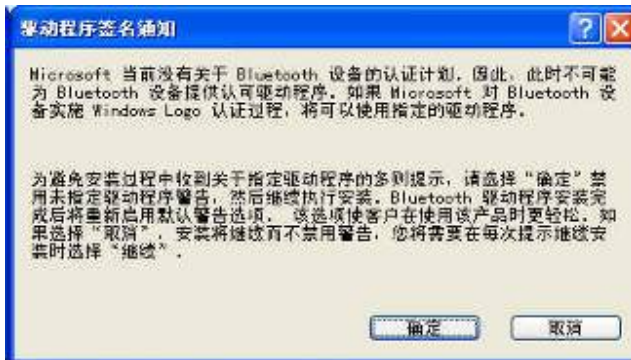 驱动程序签名通知
Microsoft 当前没有关于 Bluetooth 设备的认证计划. 因此, 此时不可能
为 Bluetooth 设备提供认可驱动程序. 如果 Microsoft 对 Bluetooth 设
备实施 Windows Logo 认证过程, 将可以使用指定的驱动程序.
为避免安装过程中收到关于指定驱动程序的多则提示, 请选择 “确定” 禁
用未指定驱动程序警告, 然后继续执行安装. Bluetooth 驱动程序安装完
成后将重新启用默认警告选项. 该选项使客户在使用该产品时更轻松. 如
果选择 “取消” , 安装将继续而不禁用警告, 您将需要在每次提示继续安
装时选择 “继续” .
确定
取消